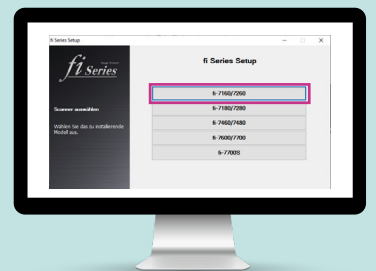 fi Series Setup
fi Series
fi Series Setup
Scanner auswählen
Wählen Sie das zu installierende
Modell aus.
fi-7160/7260
fi-7180/7280
fi-7460/7480
fi-7600/7700
fi-7700S